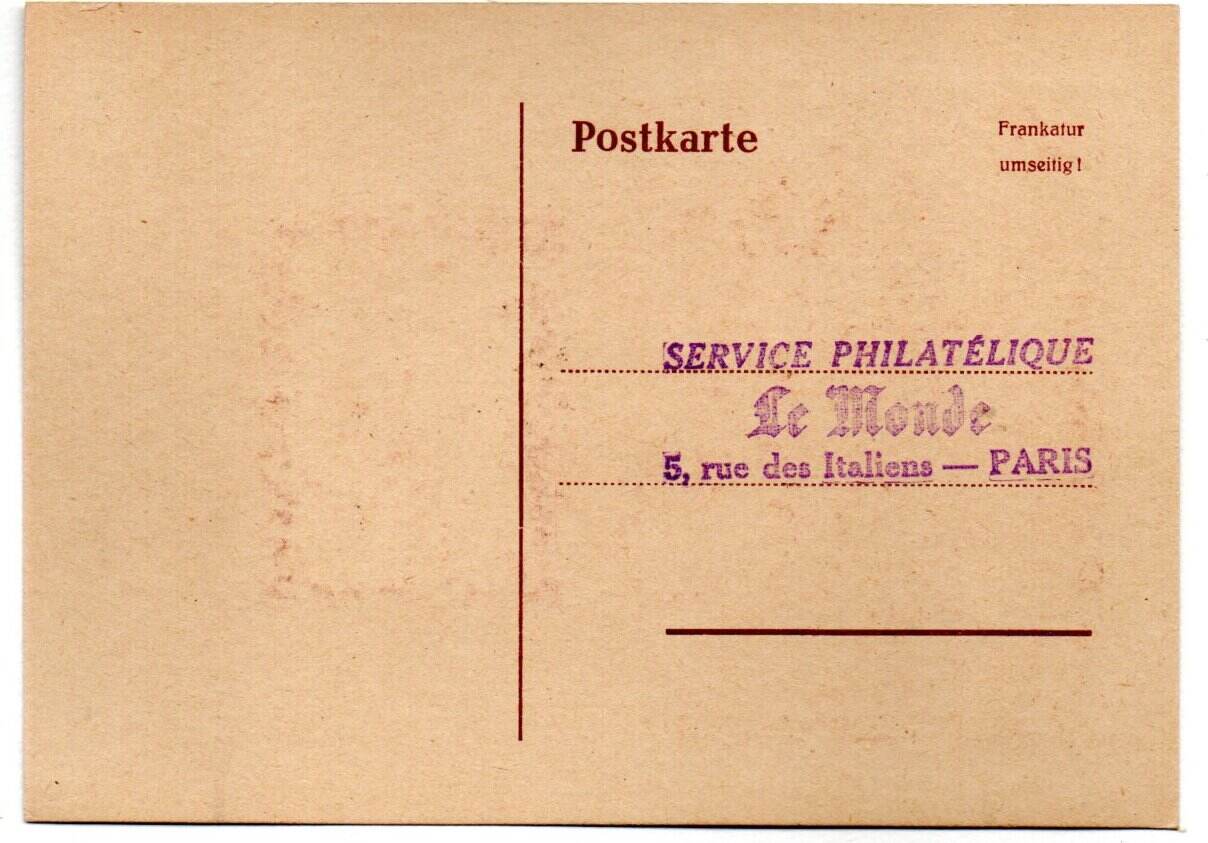 Postkarte
Frankatur
umseitig!
SERVICE PHILATÉLIQUE
Le Monde
5, rue des Italiens — PARIS